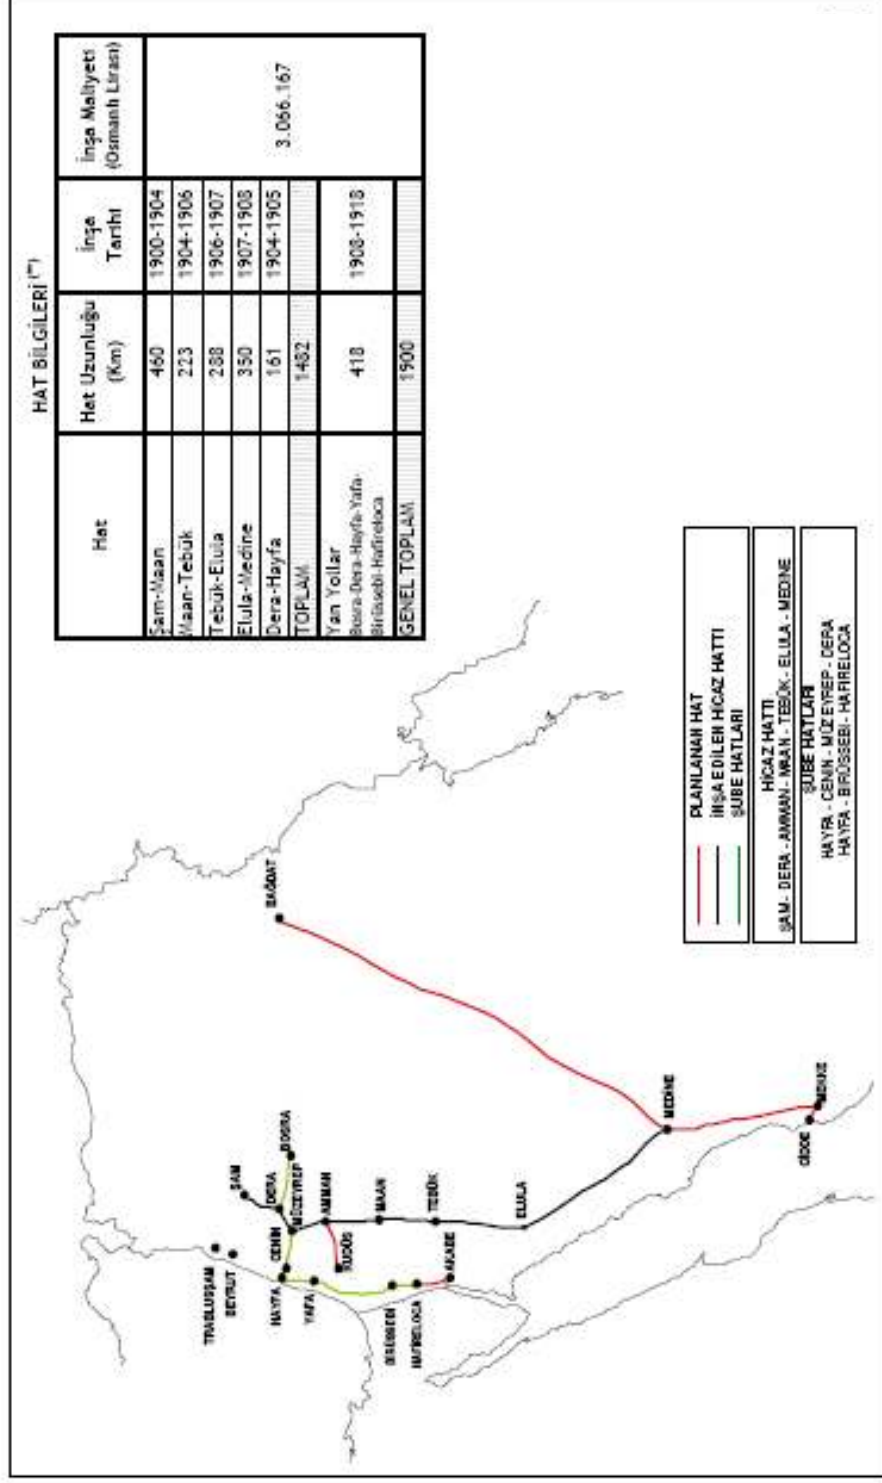 HAT BİLGİLERİ (**)
Hat
Hat Uzunluğu
(Km)
İnşa
Tarihi
İnşa Maliyeti
(Osmanlı Lirası)
Şam-Maan 460 1900-1904
Maan-Tebük 223 1904-1906
Tebük-Elula 288 1906-1907
Elula-Medine 350 1907-1908
Dera-Hayfa 161 1904-1905
3.066.167
TOPLAM 1482
Yan Yollar
Busra-Dera-Hayfa-Yafa-
Birüssebi-Hafireloca
418 1908-1918
GENEL TOPLAM 1900
TRABLUSŞAM
BEYRUT
ŞAM
DERA
BOSRA
MÜZEYREP
CENİN
HAYFA
YAFA
AMMAN
KUDÜS
MAAN
BİRÜSSEBİ
HAFİRELOCA
AKABE
TEBÜK
ELULA
BAĞDAT
MEDİNE
CİDDE
MEKKE
PLANLANAN HAT
İNŞA EDİLEN HİCAZ HATTI
ŞUBE HATLARI
HİCAZ HATTI
ŞAM - DERA - AMMAN - MAAN - TEBÜK - ELULA - MEDİNE
ŞUBE HATLARI
HAYFA - CENİN - MÜZEYREP - DERA
HAYFA - BİRÜSSEBİ - HAFİRELOCA